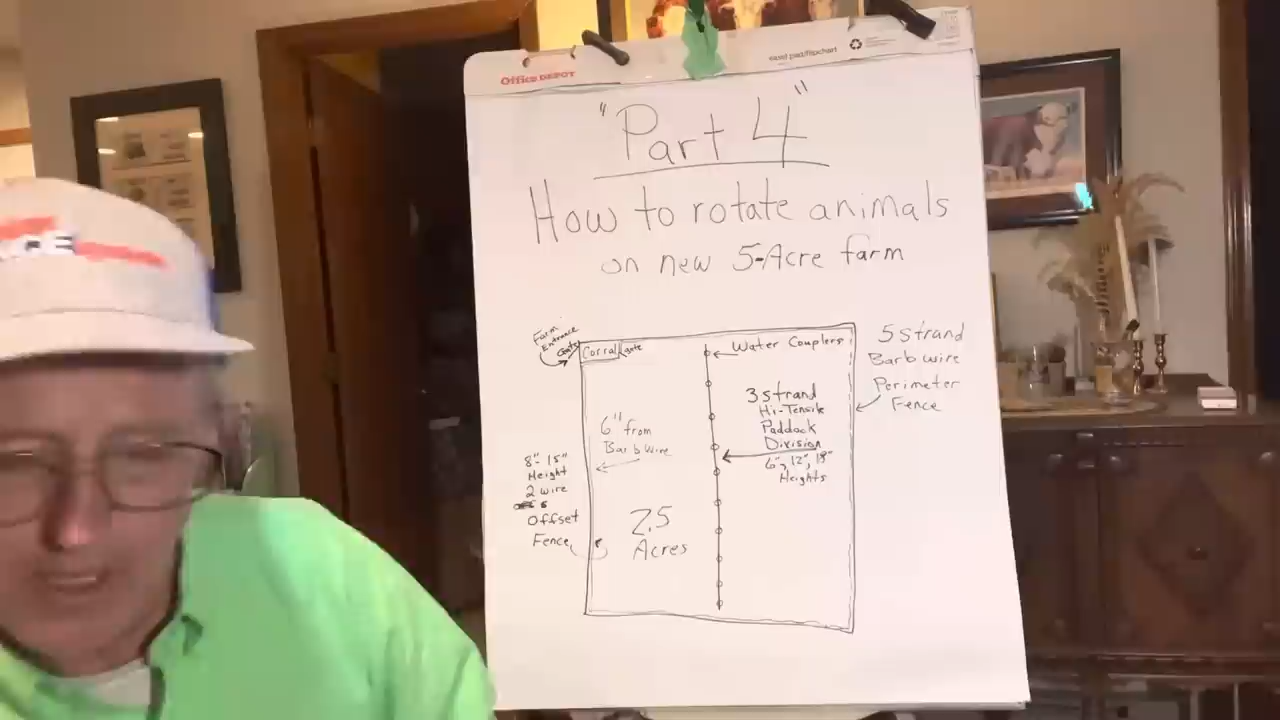 Office DEPOT
easel pad/flipchart
"Part 4"
How to rotate animals
on new 5-Acre farm
Farm
Entrance
Gate
Corral
gate
Water Couplers
5 strand
Barb wire
Perimeter
Fence
3 strand
Hi-Tensile
Paddock
Division
6", 12", 18"
Heights
6" from
Barb wire
8"- 15"
Height
2 wire
Offset
Fence
2.5
Acres